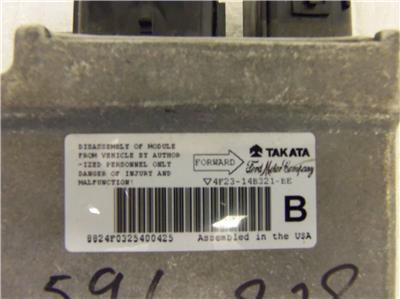 DISASSEMBLY OF MODULE
FROM VEHICLE BY AUTHOR
-IZED PERSONNEL ONLY
DANGER OF INJURY AND
MALFUNCTION!
FORWARD
TAKATA
Ford Motor Company
4F23-14B321-BE
B
8824F0325400425
Assembled in the USA